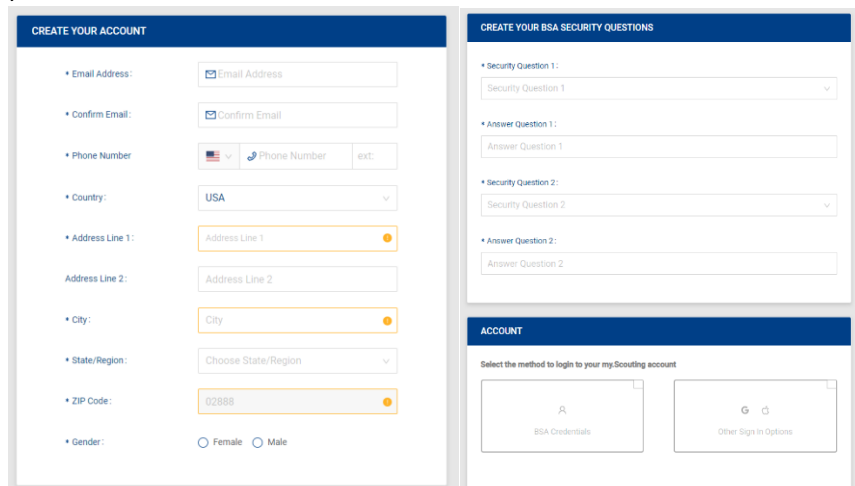 CREATE YOUR ACCOUNT
* Email Address:
Email Address
* Confirm Email:
Confirm Email
* Phone Number
Phone Number
ext:
* Country:
USA
* Address Line 1:
Address Line 1
Address Line 2:
Address Line 2
* City:
City
* State/Region:
Choose State/Region
* ZIP Code:
02888
* Gender:
Female
Male
CREATE YOUR BSA SECURITY QUESTIONS
* Security Question 1:
Security Question 1
* Answer Question 1:
Answer Question 1
* Security Question 2:
Security Question 2
* Answer Question 2:
Answer Question 2
ACCOUNT
Select the method to login to your my.Scouting account
BSA Credentials
G
Other Sign In Options